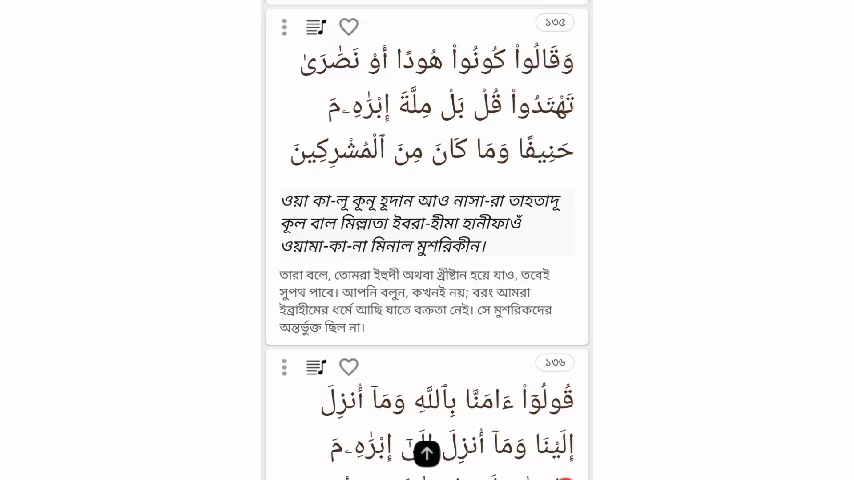 ১৩৫
وَقَالُوا۟ كُونُوا۟ هُودًا أَوْ نَصَٰرَىٰ
تَهْتَدُوا۟ قُلْ بَلْ مِلَّةَ إِبْرَٰهِۦمَ
حَنِيفًا وَمَا كَانَ مِنَ ٱلْمُشْرِكِينَ
ওয়া কা-লূ কূনূ হূদান আও নাসা-রা তাহতাদূ
কূল বাল মিল্লাতা ইবরা-হীমা হানীফাওঁ
ওয়ামা-কা-না মিনাল মুশরিকীন।
তারা বলে, তোমরা ইহুদী অথবা খ্রীষ্টান হয়ে যাও, তবেই
সুপথ পাবে। আপনি বলুন, কখনই নয়; বরং আমরা
ইব্রাহীমের ধর্মে আছি যাতে বক্রতা নেই। সে মুশরিকদের
অন্তর্ভুক্ত ছিল না।
১৩৬
قُولُوٓا۟ ءَامَنَّا بِٱللَّهِ وَمَآ أُنزِلَ
إِلَيْنَا وَمَآ أُنزِلَ إِلَىٰٓ إِبْرَٰهِۦمَ